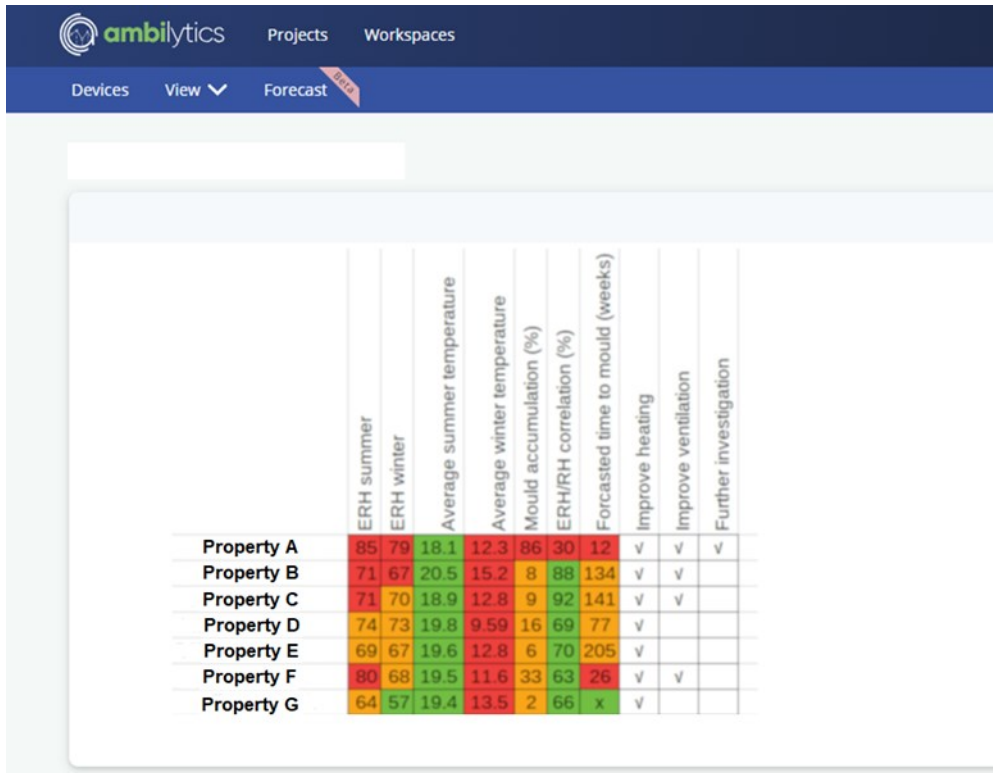 ambilytics Projects Workspaces
Devices View Forecast Beta
ERH summer
ERH winter
Average summer temperature
Average winter temperature
Mould accumulation (%)
ERH/RH correlation (%)
Forcasted time to mould (weeks)
Improve heating
Improve ventilation
Further investigation
Property A 85 79 18.1 12.3 86 30 12 √ √ √
Property B 71 67 20.5 15.2 8 88 134 √ √
Property C 71 70 18.9 12.8 9 92 141 √ √
Property D 74 73 19.8 9.59 16 69 77 √
Property E 69 67 19.6 12.8 6 70 205 √
Property F 80 68 19.5 11.6 33 63 26 √ √
Property G 64 57 19.4 13.5 2 66 x √